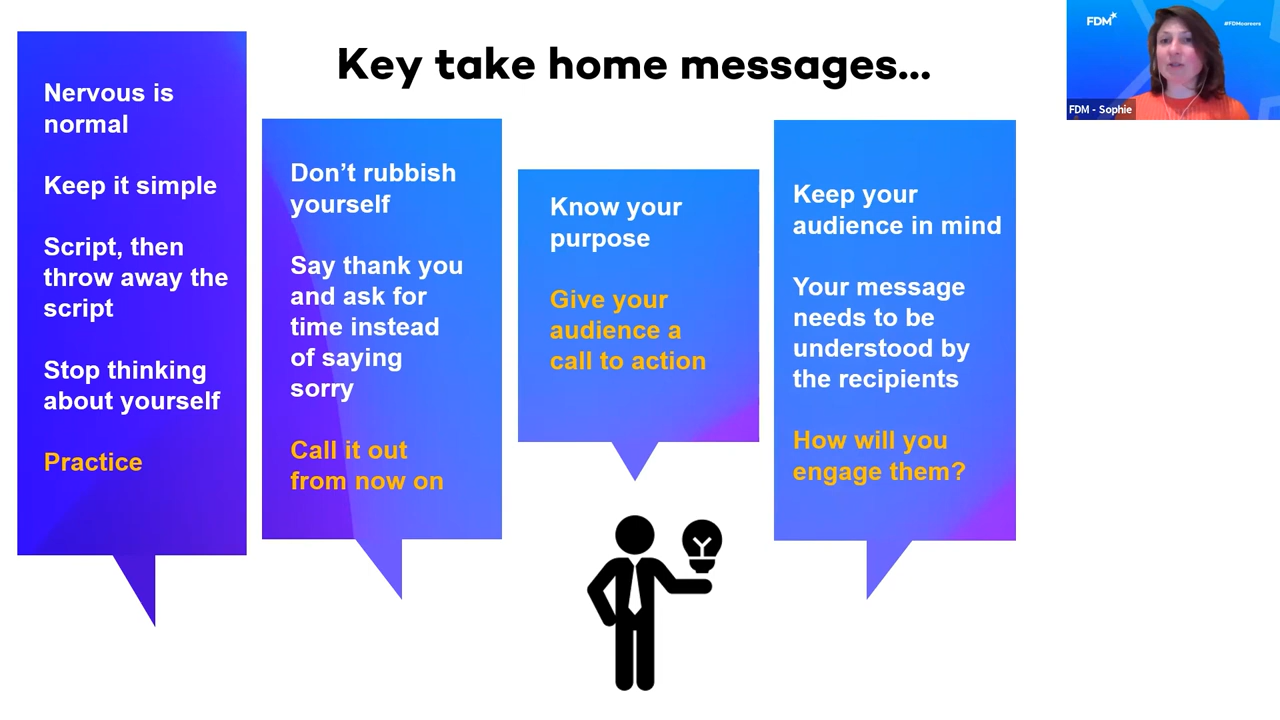 Key take home messages...
Nervous is
normal
Keep it simple
Script, then
throw away the
script
Stop thinking
about yourself
Practice
Don’t rubbish
yourself
Say thank you
and ask for
time instead
of saying
sorry
Call it out
from now on
Know your
purpose
Give your
audience a
call to action
Keep your
audience in mind
Your message
needs to be
understood by
the recipients
How will you
engage them?
FDM
#FDMcareers
FDM - Sophie